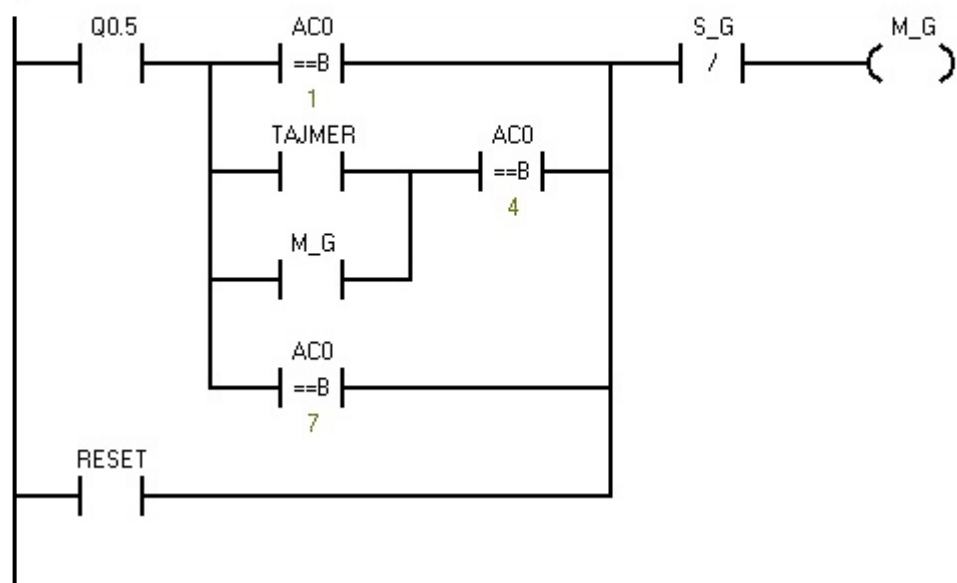 Q0.5 AC0 S_G M_G
==B /
1
TAJMER AC0
==B
4
M_G
AC0
==B
7
RESET